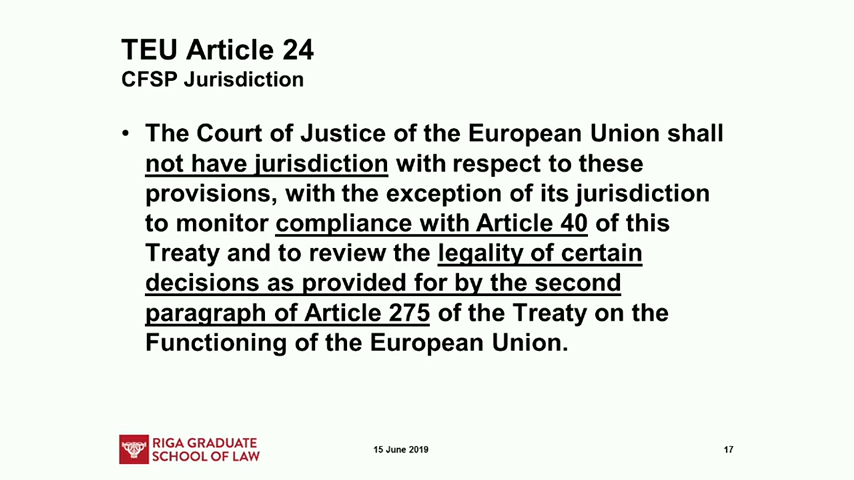 TEU Article 24
CFSP Jurisdiction
• The Court of Justice of the European Union shall
not have jurisdiction with respect to these
provisions, with the exception of its jurisdiction
to monitor compliance with Article 40 of this
Treaty and to review the legality of certain
decisions as provided for by the second
paragraph of Article 275 of the Treaty on the
Functioning of the European Union.
RIGA GRADUATE
SCHOOL OF LAW
15 June 2019
17